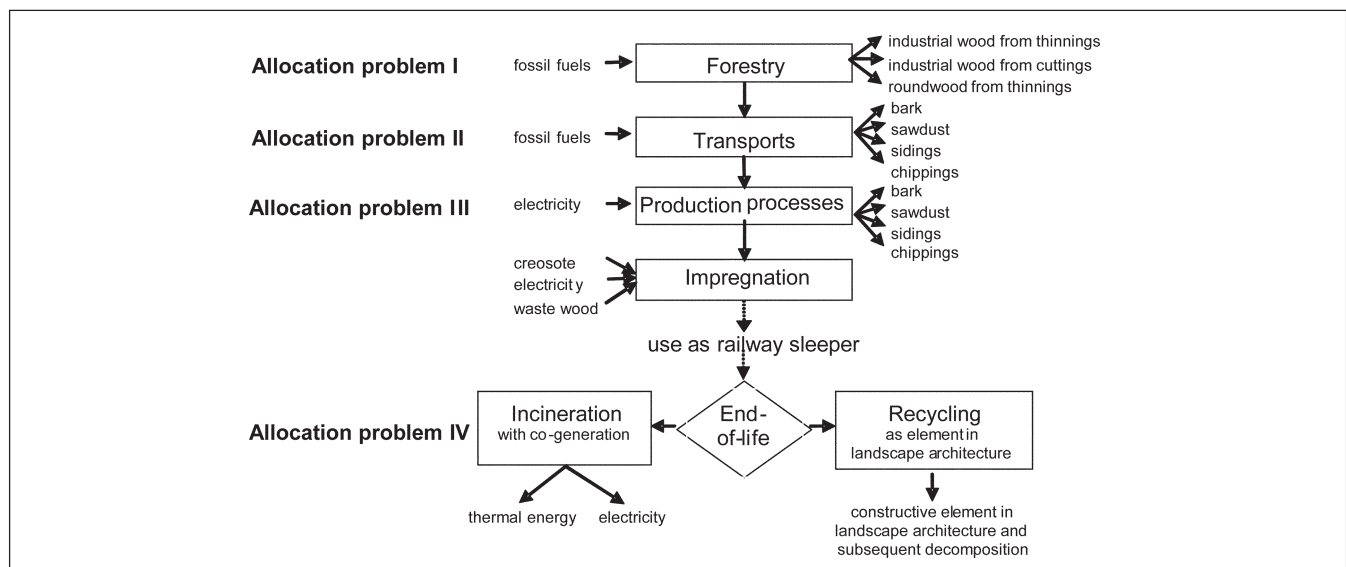 Allocation problem I
fossil fuels
Forestry
industrial wood from thinnings
industrial wood from cuttings
roundwood from thinnings
Allocation problem II
fossil fuels
Transports
bark
sawdust
sidings
chippings
Allocation problem III
electricity
Production processes
bark
sawdust
sidings
chippings
creosote
electricity
waste wood
Impregnation
use as railway sleeper
Allocation problem IV
Incineration
with co-generation
End-
of-life
Recycling
as element in
landscape architecture
thermal energy
electricity
constructive element in
landscape architecture and
subsequent decomposition